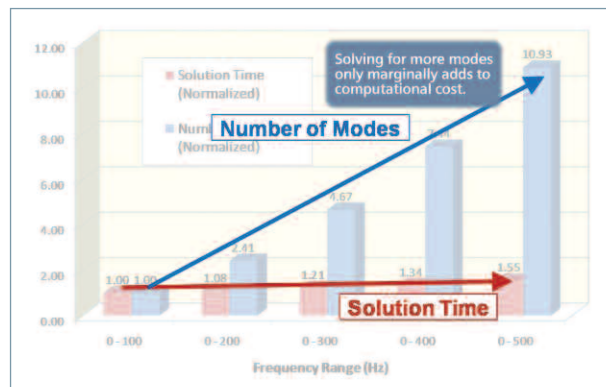 12.00
10.00
8.00
6.00
4.00
2.00
0.00
Solution Time
(Normalized)
(Normalized)
Solving for more modes
only marginally adds to
computational cost.
Number of Modes
10.93
4.67
2.41
1.00 1.00
1.08
1.21
1.34
1.55
Solution Time
0 - 100 0 - 200 0 - 300 0 - 400 0 - 500
Frequency Range (Hz)